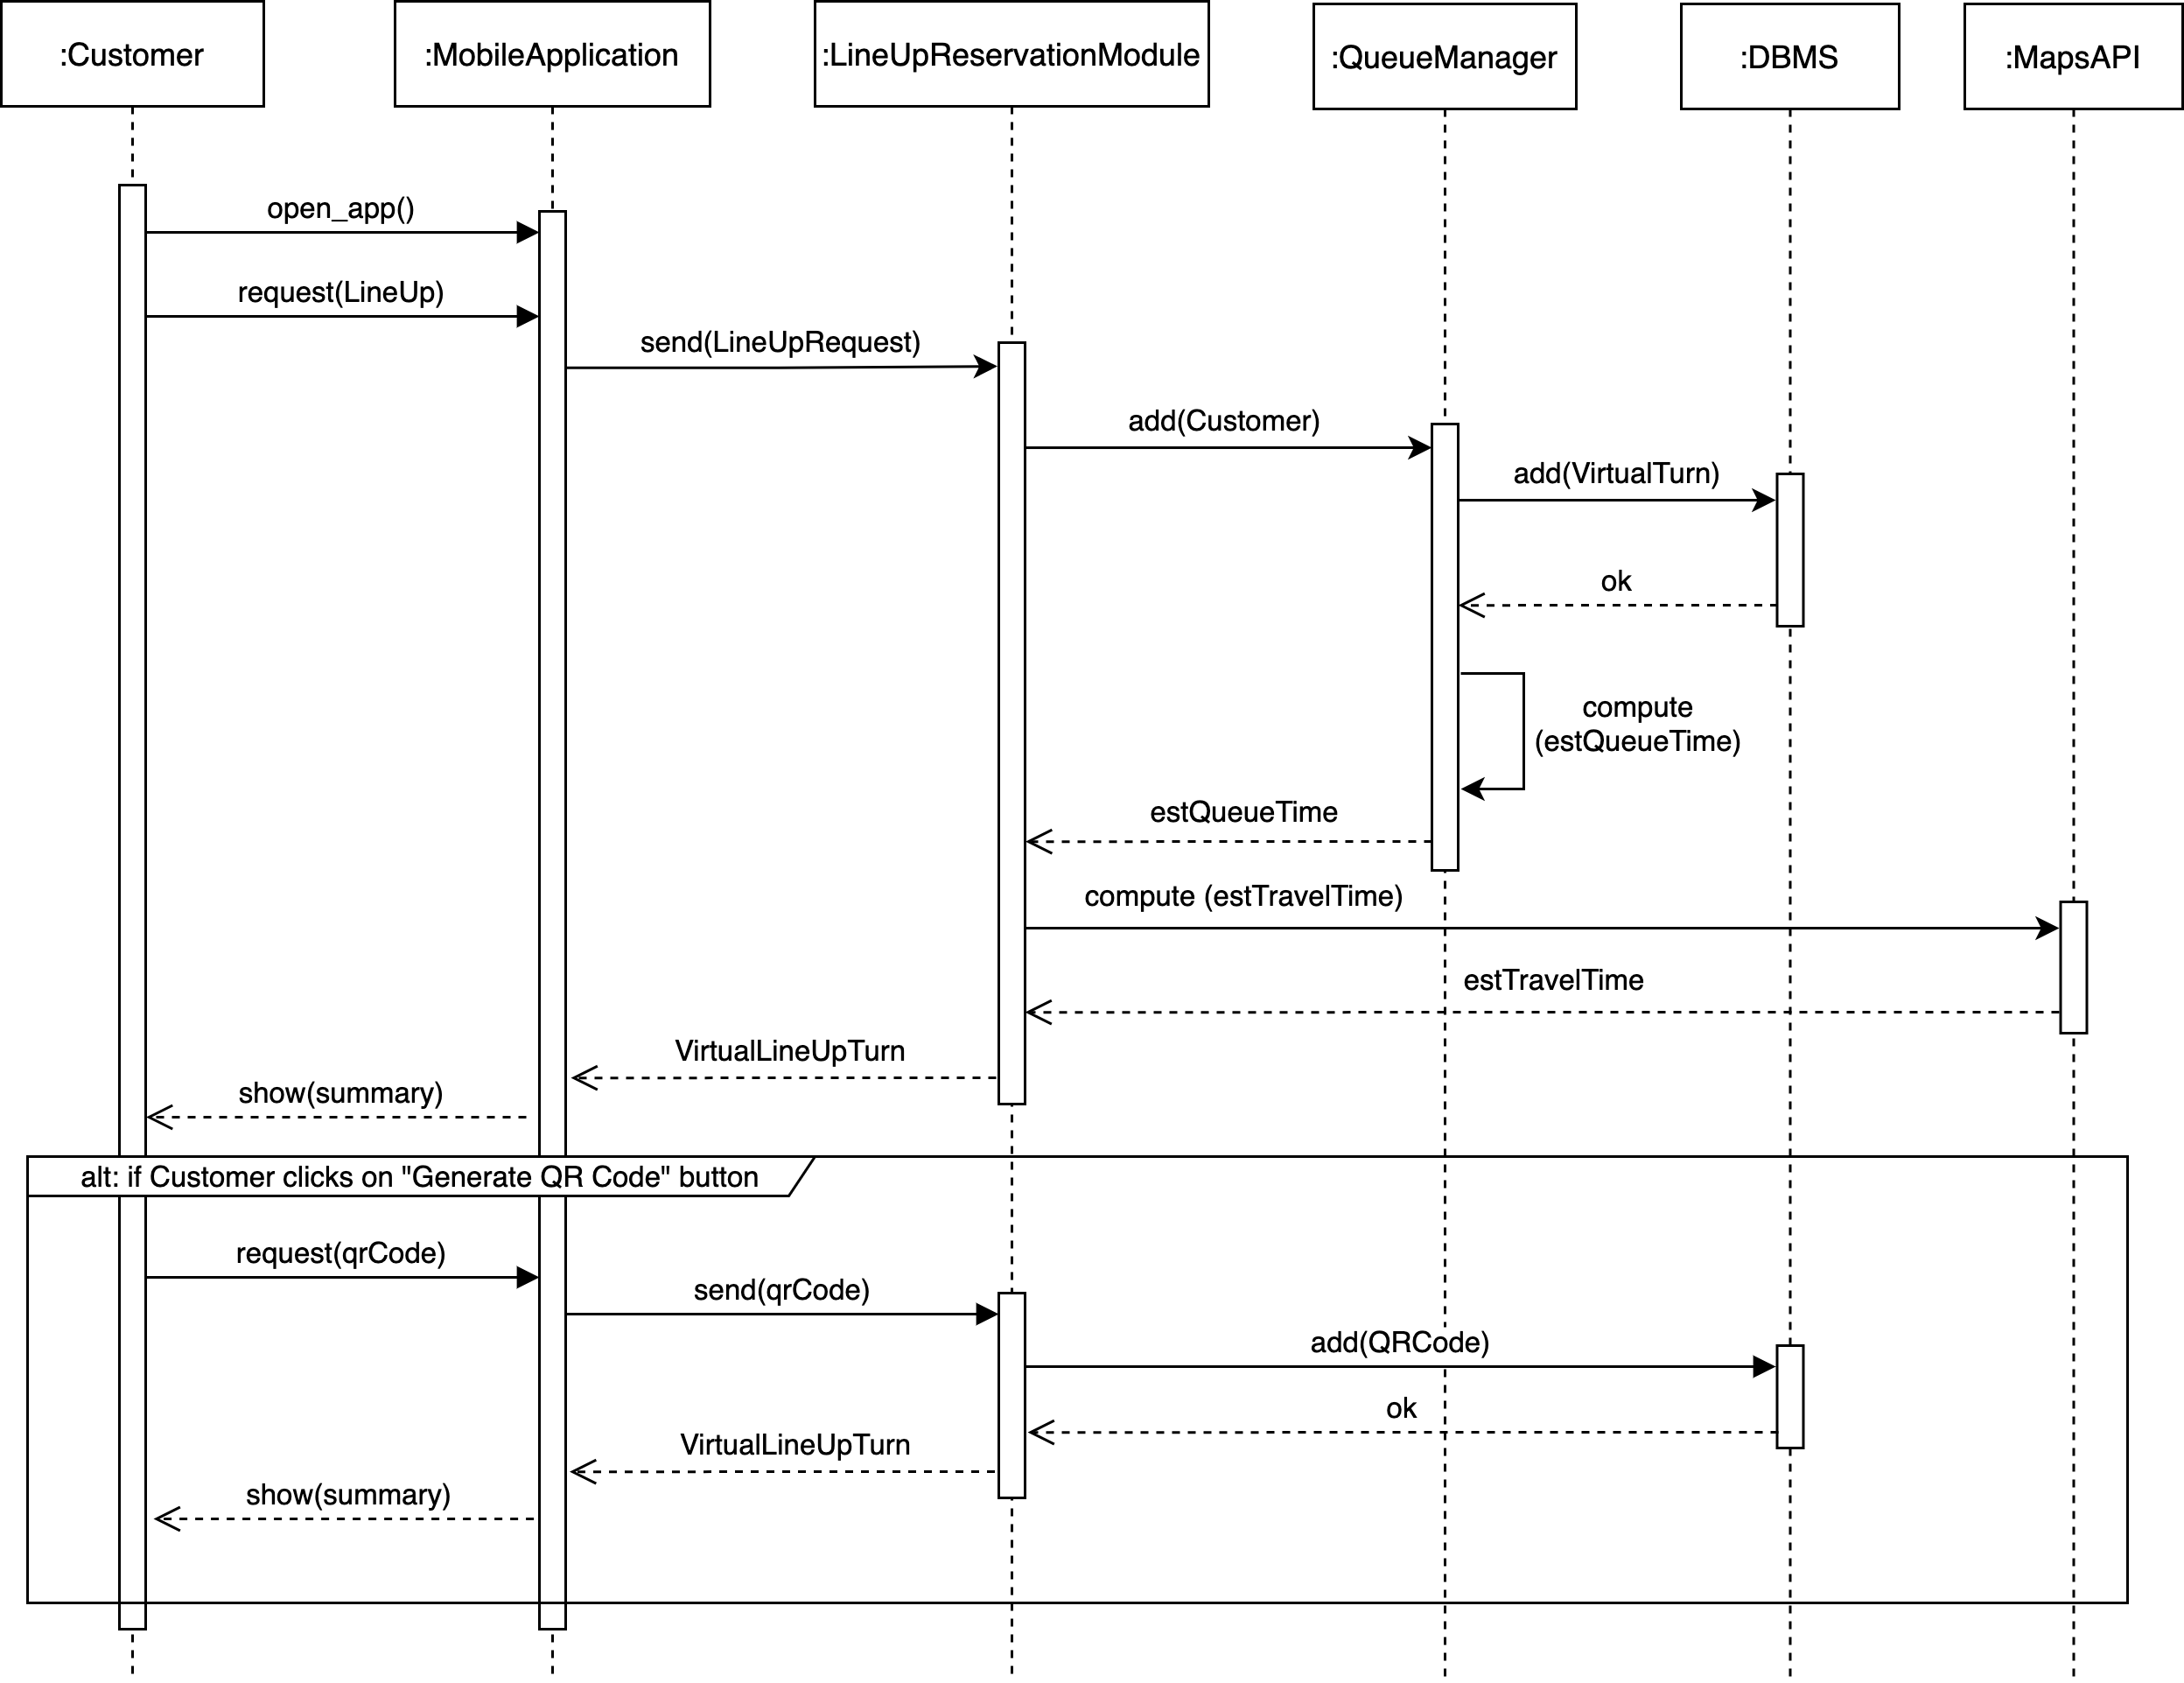 :Customer
:MobileApplication
:LineUpReservationModule
:QueueManager
:DBMS
:MapsAPI
open_app()
request(LineUp)
send(LineUpRequest)
add(Customer)
add(VirtualTurn)
ok
compute
(estQueueTime)
estQueueTime
compute (estTravelTime)
estTravelTime
VirtualLineUpTurn
show(summary)
alt: if Customer clicks on "Generate QR Code" button
request(qrCode)
send(qrCode)
add(QRCode)
ok
VirtualLineUpTurn
show(summary)